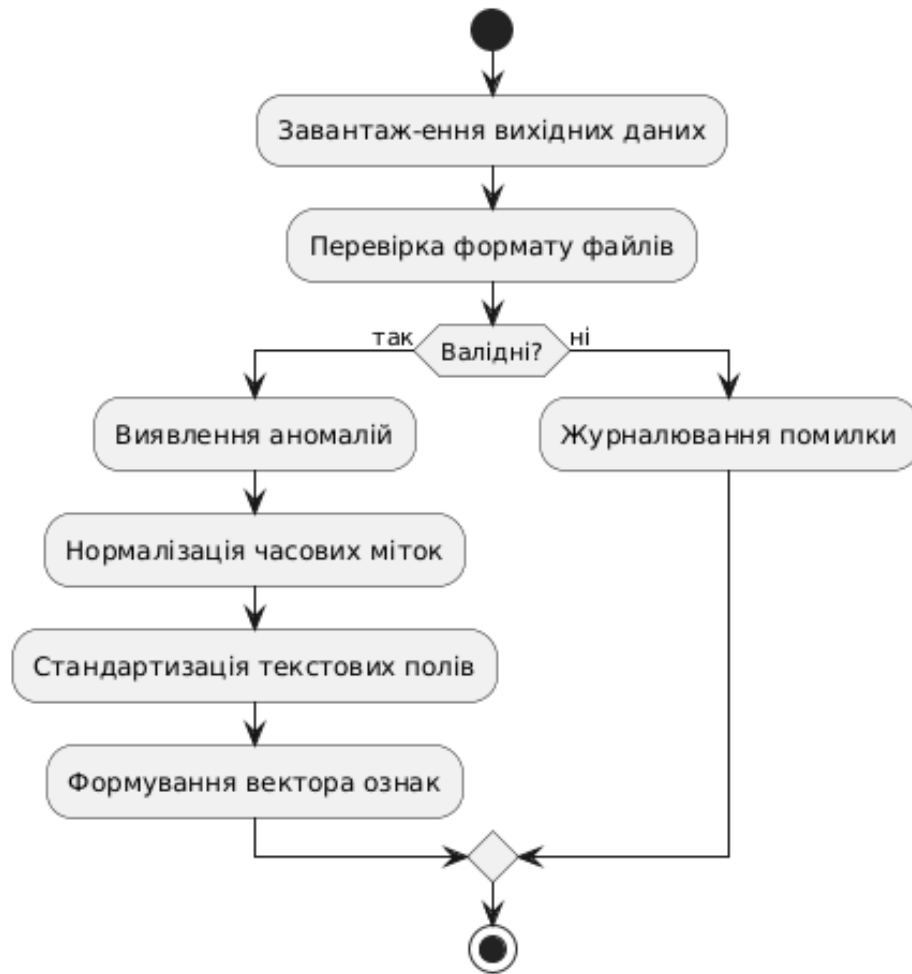 Завантаж-ення вихідних даних
Перевірка формату файлів
так
Валідні?
ні
Виявлення аномалій
Журналювання помилки
Нормалізація часових міток
Стандартизація текстових полів
Формування вектора ознак